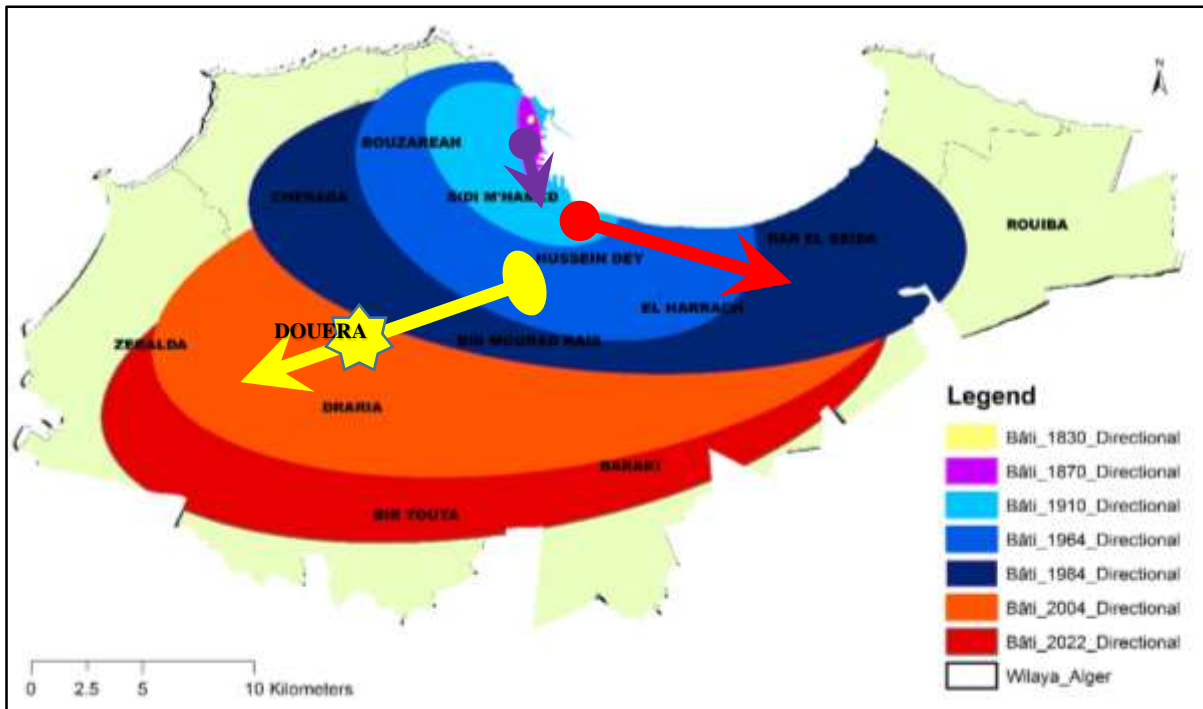 N
BOUZAREAH
CHERAGA
SIDI M'HAMED
DAR EL BEIDA
ROUIBA
HUSSEIN DEY
EL HARRACH
DOUERA
BIR MOURAD RAIS
ZERALDA
DRARIA
BARAKI
BIR TOUTA
Legend
Bâti_1830_Directional
Bâti_1870_Directional
Bâti_1910_Directional
Bâti_1964_Directional
Bâti_1984_Directional
Bâti_2004_Directional
Bâti_2022_Directional
Wilaya_Alger
0 2.5 5 10 Kilometers